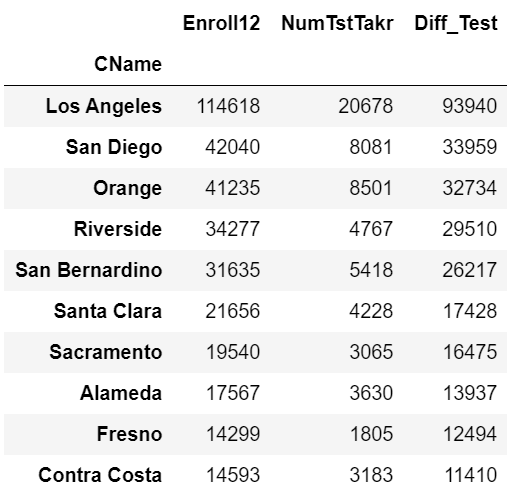 Enroll12 NumTstTakr Diff_Test
CName
Los Angeles 114618 20678 93940
San Diego 42040 8081 33959
Orange 41235 8501 32734
Riverside 34277 4767 29510
San Bernardino 31635 5418 26217
Santa Clara 21656 4228 17428
Sacramento 19540 3065 16475
Alameda 17567 3630 13937
Fresno 14299 1805 12494
Contra Costa 14593 3183 11410